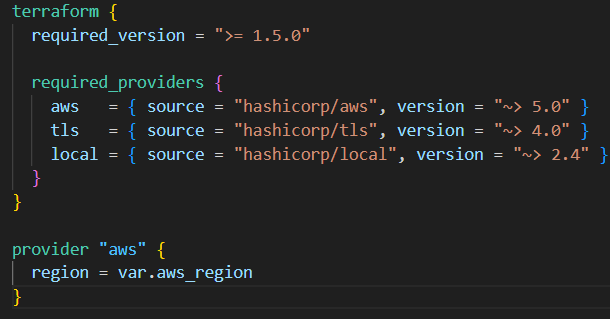 terraform {
  required_version = ">= 1.5.0"

  required_providers {
    aws   = { source = "hashicorp/aws", version = "~> 5.0" }
    tls   = { source = "hashicorp/tls", version = "~> 4.0" }
    local = { source = "hashicorp/local", version = "~> 2.4" }
  }
}

provider "aws" {
  region = var.aws_region
}